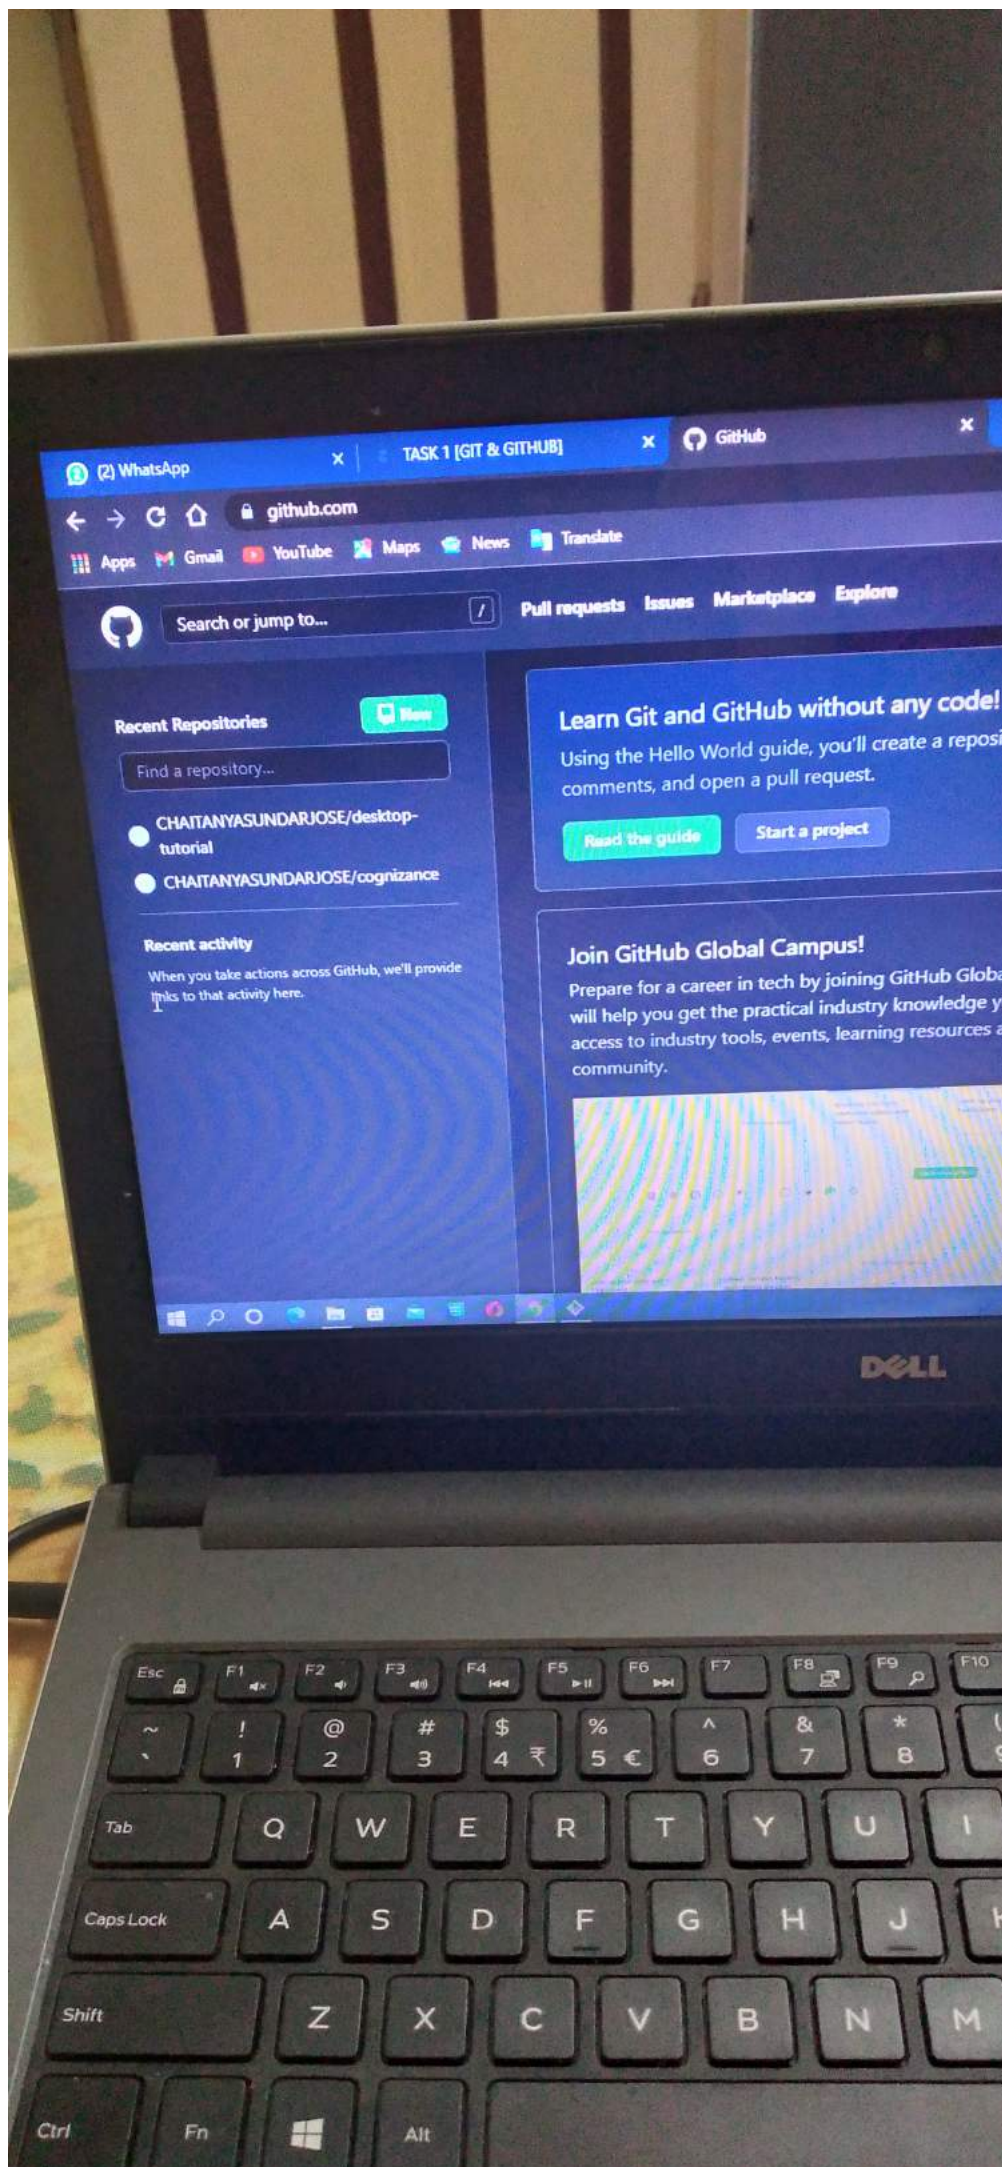 (2) WhatsApp
TASK 1 [GIT & GITHUB]
GitHub
github.com
Apps
Gmail
YouTube
Maps
News
Translate
Search or jump to...
/
Pull requests
Issues
Marketplace
Explore
Recent Repositories
New
Find a repository...
CHAITANYASUNDARJOSE/desktop-
tutorial
CHAITANYASUNDARJOSE/cognizance
Recent activity
When you take actions across GitHub, we'll provide
links to that activity here.
Learn Git and GitHub without any code!
Using the Hello World guide, you'll create a reposi
comments, and open a pull request.
Read the guide
Start a project
Join GitHub Global Campus!
Prepare for a career in tech by joining GitHub Globa
will help you get the practical industry knowledge y
access to industry tools, events, learning resources a
community.
DELL
Esc F1 F2 F3 F4 F5 F6 F7 F8 F9 F10
~ ! @ # $ % ^ & * (
` 1 2 3 4 ₹ 5 € 6 7 8 9
Tab Q W E R T Y U I
Caps Lock A S D F G H J K
Shift Z X C V B N M
Ctrl Fn Alt